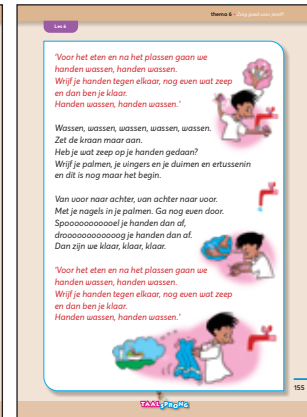 thema 6 - Zorg goed voor jezelf!
Les 6
'Voor het eten en na het plassen gaan we
handen wassen, handen wassen.
Wrijf je handen tegen elkaar, nog even wat zeep
en dan ben je klaar.
Handen wassen, handen wassen.'
Wassen, wassen, wassen, wassen, wassen.
Zet de kraan maar aan.
Heb je wat zeep op je handen gedaan?
Wrijf je palmen, je vingers en je duimen en ertussenin
en dit is nog maar het begin.
Van voor naar achter, van achter naar voor.
Met je nagels in je palmen. Ga nog even door.
Spoooooooooooel je handen dan af,
drooooooooooooog je handen dan af.
Dan zijn we klaar, klaar, klaar.
'Voor het eten en na het plassen gaan we
handen wassen, handen wassen.
Wrijf je handen tegen elkaar, nog even wat zeep
en dan ben je klaar.
Handen wassen, handen wassen.'
155
TAALSPRONG